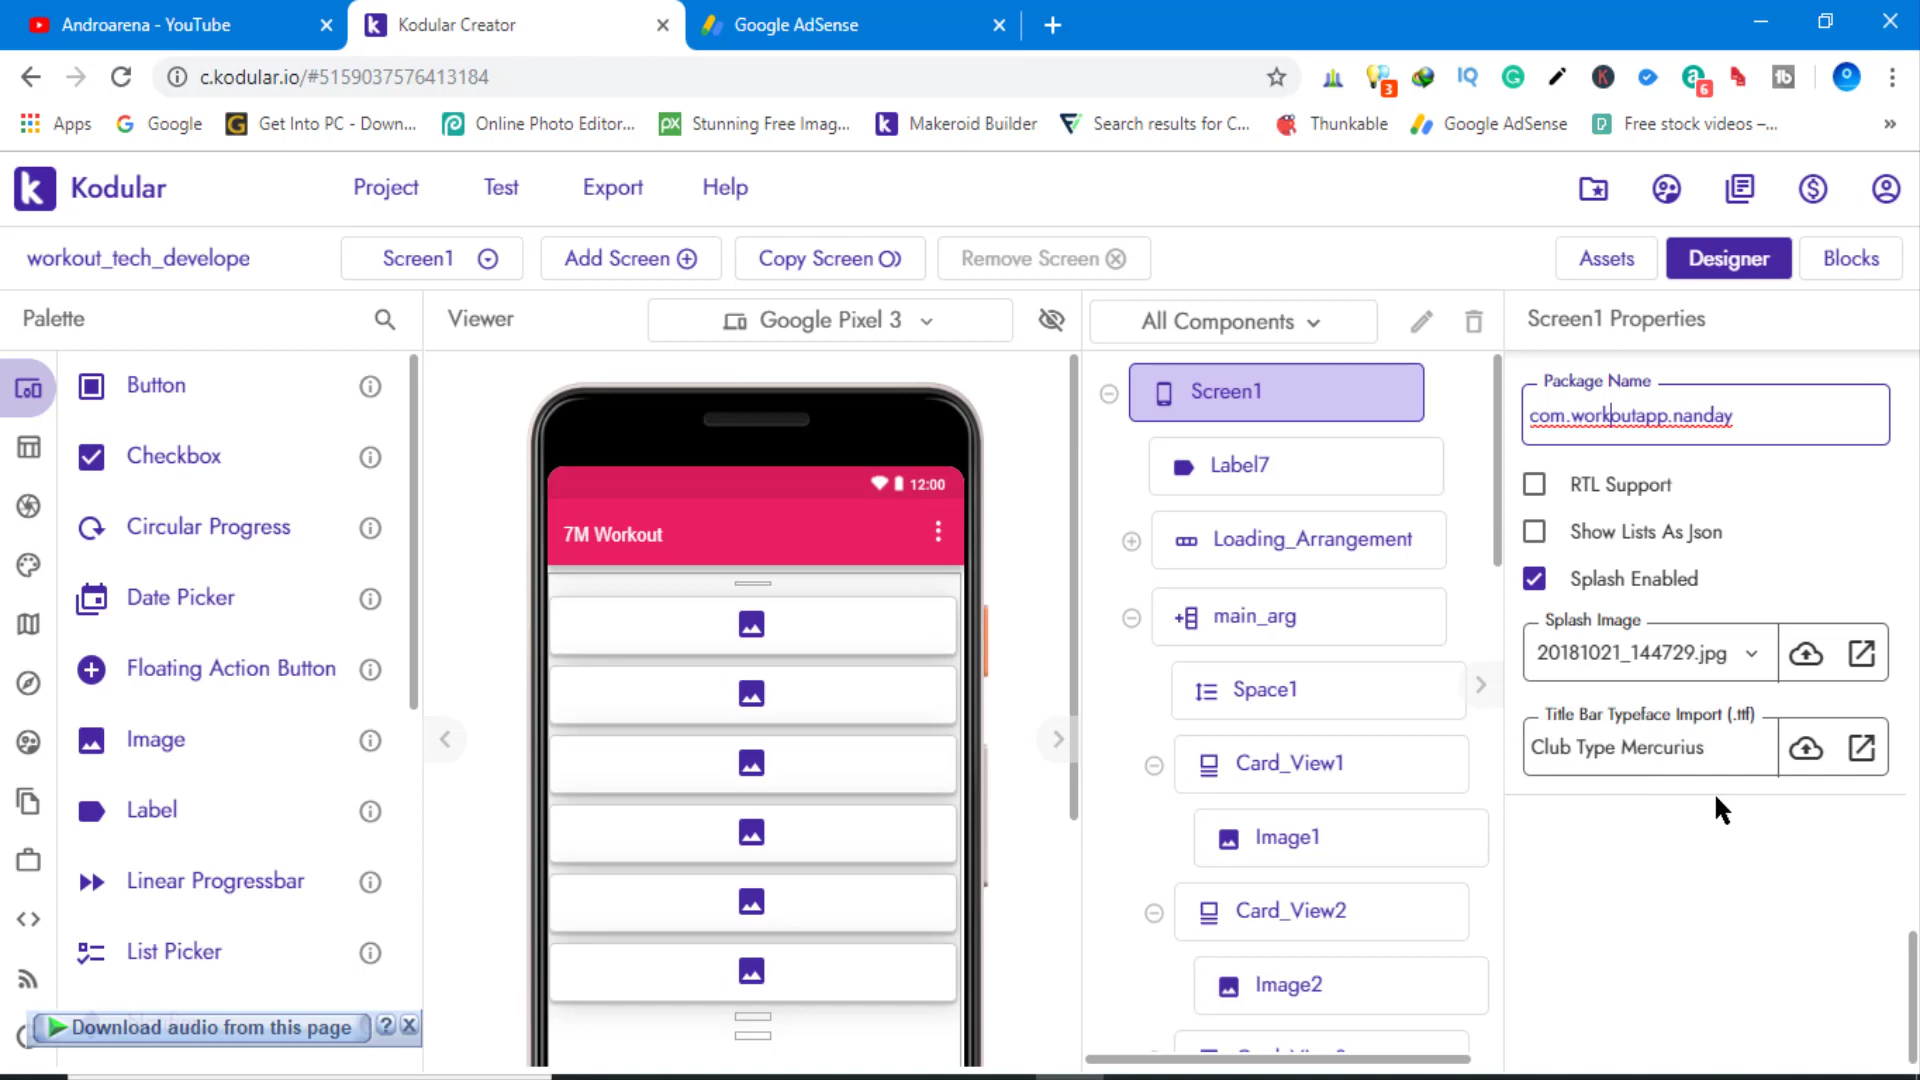 Androarena - YouTube
Kodular Creator
Google AdSense
c.kodular.io/#5159037576413184
3
IQ
6
Apps
Google
Get Into PC - Down...
Online Photo Editor...
Stunning Free Imag...
Makeroid Builder
Search results for C...
Thunkable
Google AdSense
Free stock videos –...
Kodular
Project
Test
Export
Help
workout_tech_develope
Screen1
Add Screen
Copy Screen
Remove Screen
Assets
Designer
Blocks
Palette
Viewer
Google Pixel 3
All Components
Screen1 Properties
Button
Checkbox
Circular Progress
Date Picker
Floating Action Button
Image
Label
Linear Progressbar
List Picker
Download audio from this page
12:00
7M Workout
Screen1
Label7
Loading_Arrangement
main_arg
Space1
Card_View1
Image1
Card_View2
Image2
Package Name
com.workoutapp.nanday
RTL Support
Show Lists As Json
Splash Enabled
Splash Image
20181021_144729.jpg
Title Bar Typeface Import (.ttf)
Club Type Mercurius